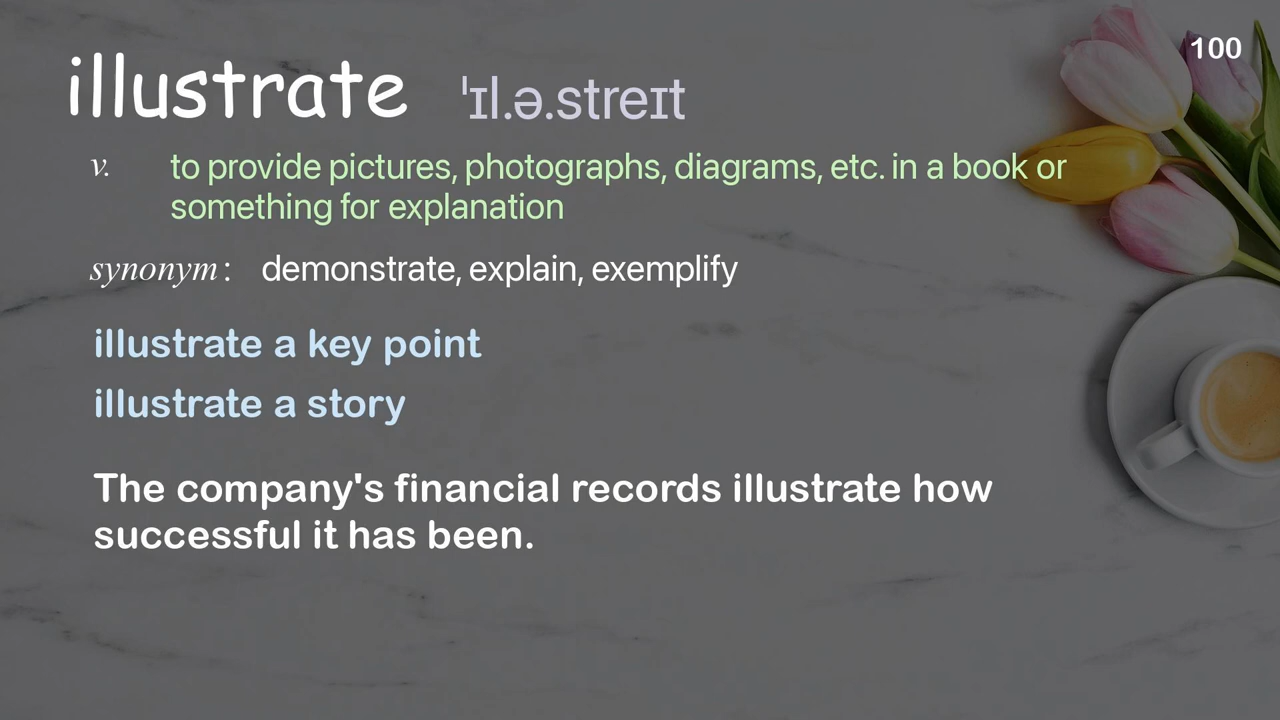 100
illustrate ˈɪl.ə.streɪt
v. to provide pictures, photographs, diagrams, etc. in a book or
something for explanation
synonym : demonstrate, explain, exemplify
illustrate a key point
illustrate a story
The company's financial records illustrate how
successful it has been.